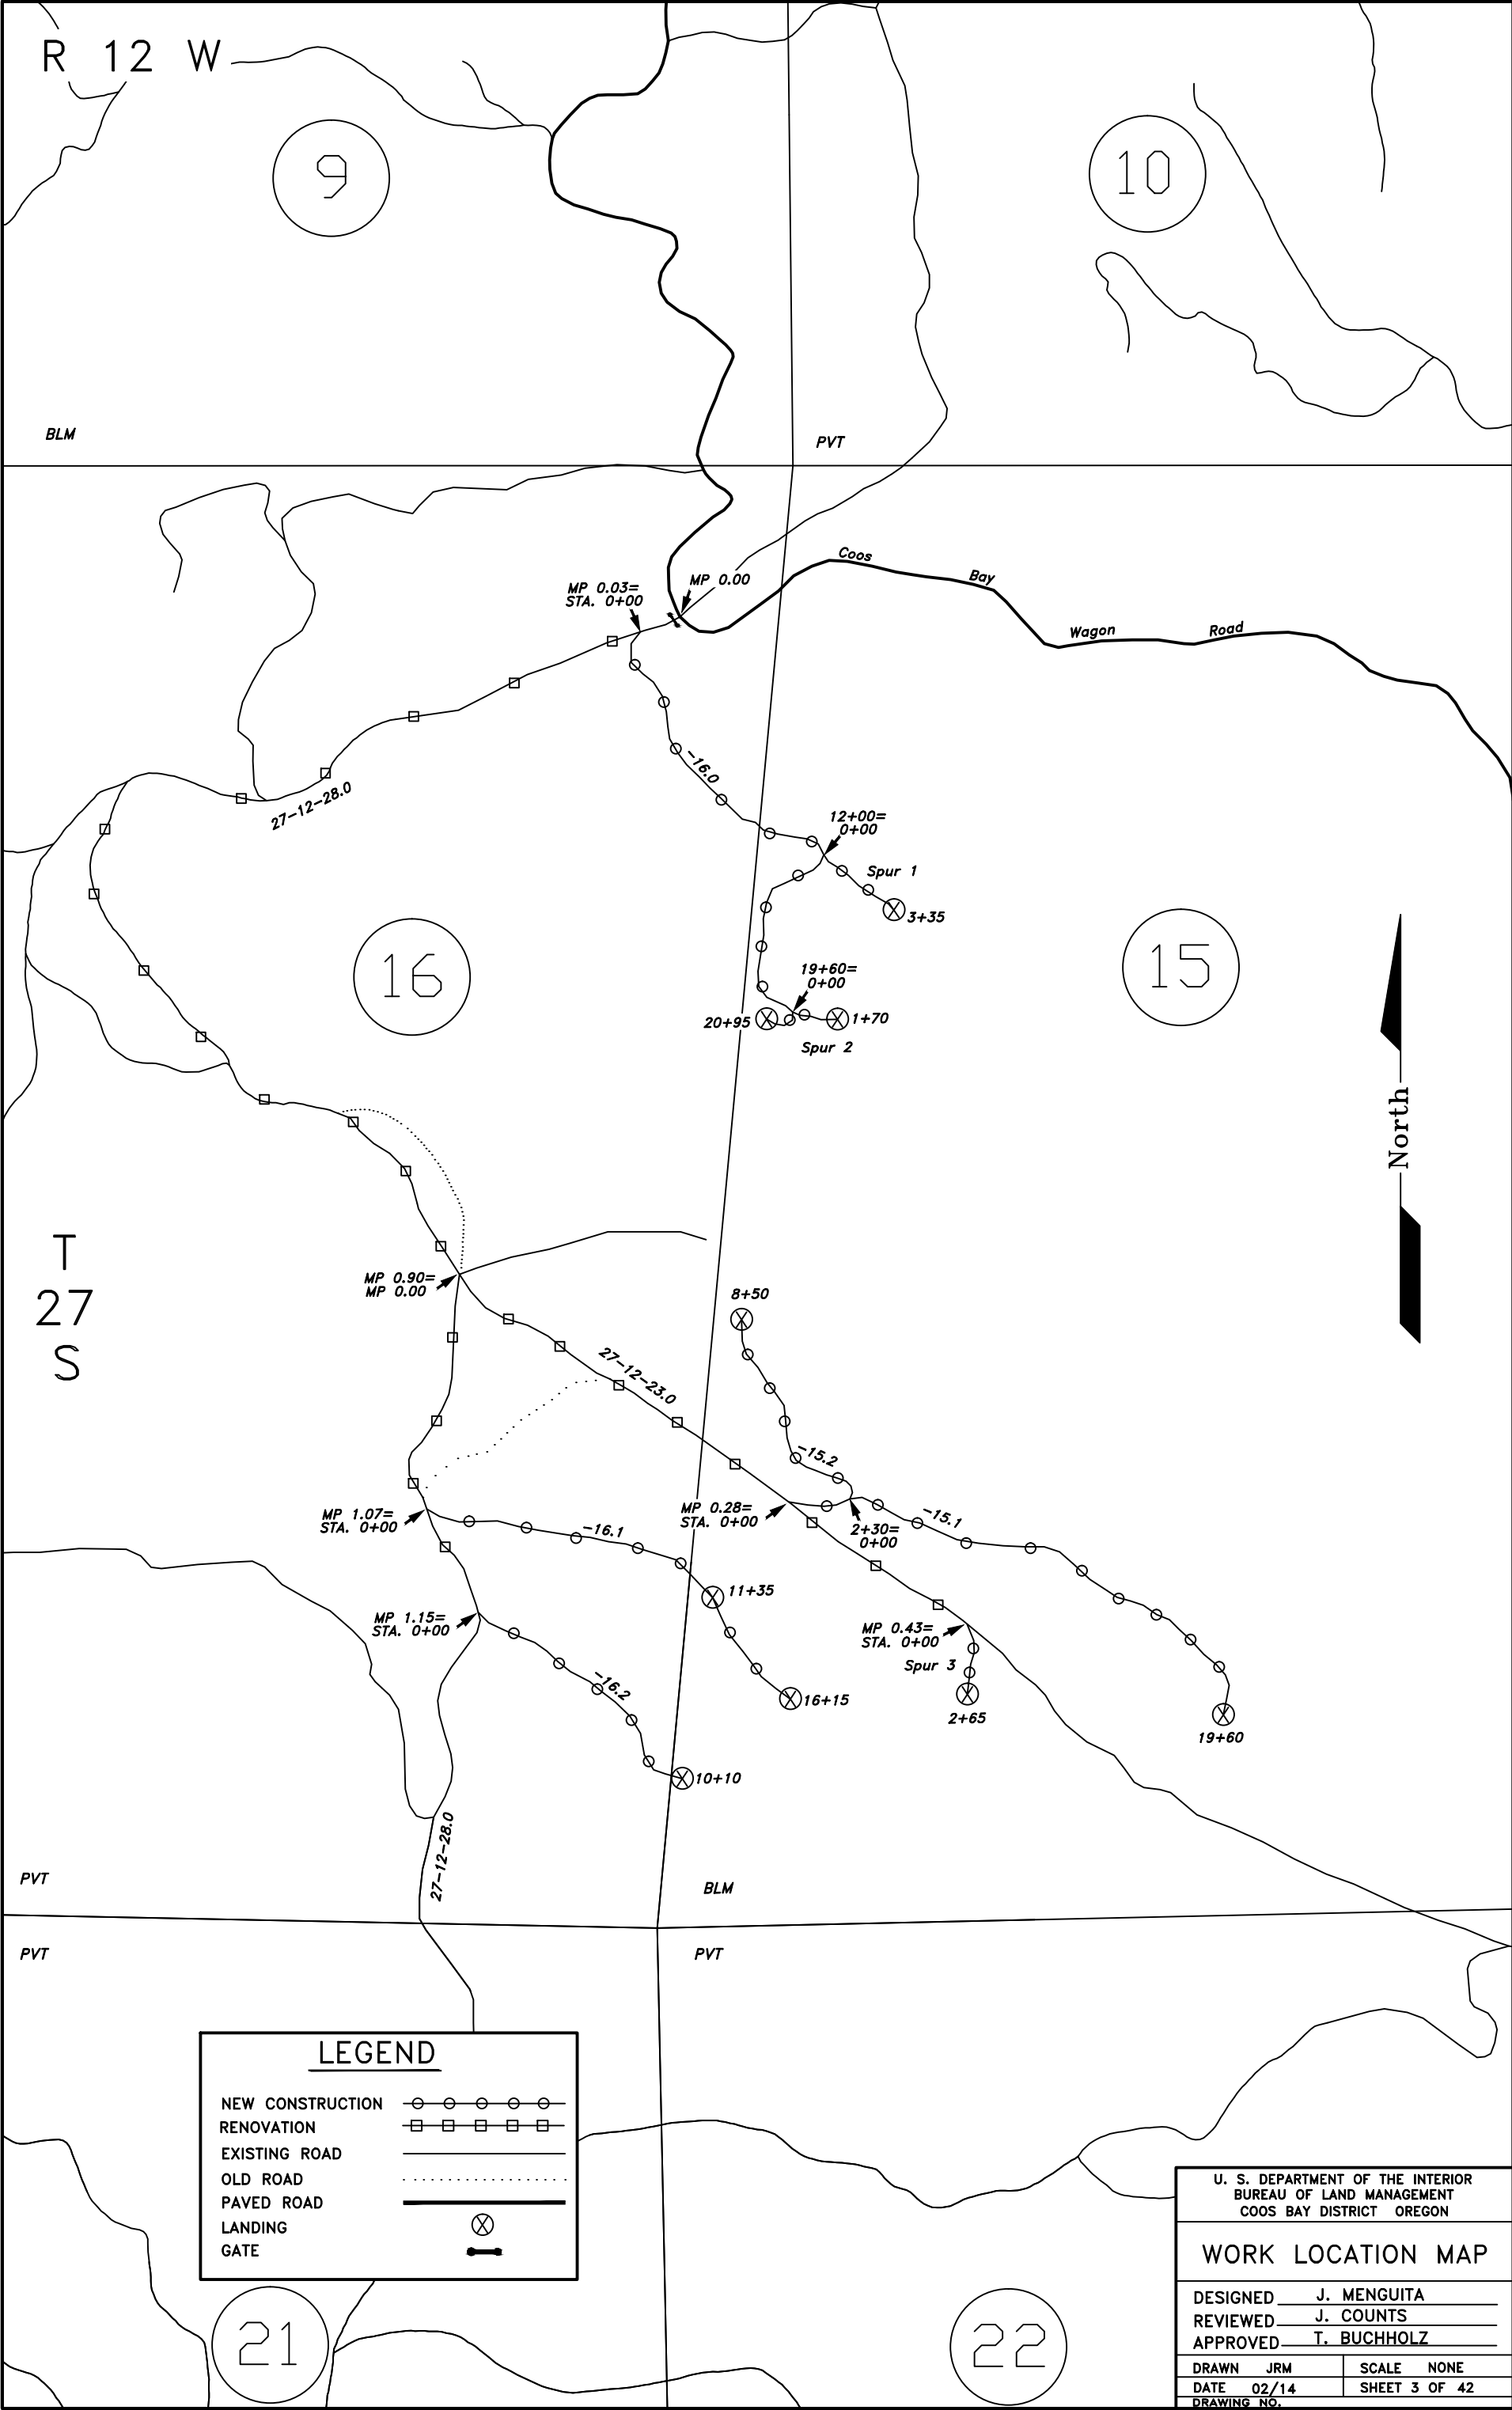 R 12 W
9
10
BLM
PVT
Coos
Bay
Wagon
Road
MP 0.00
MP 0.03=
STA. 0+00
27-12-28.0
-16.0
12+00=
0+00
Spur 1
3+35
16
15
19+60=
0+00
20+95
1+70
Spur 2
North
T
27
S
MP 0.90=
MP 0.00
8+50
27-12-23.0
-15.2
MP 0.28=
STA. 0+00
2+30=
0+00
-15.1
MP 1.07=
STA. 0+00
-16.1
11+35
MP 1.15=
STA. 0+00
MP 0.43=
STA. 0+00
Spur 3
-16.2
16+15
2+65
19+60
10+10
27-12-28.0
PVT
BLM
PVT
PVT
LEGEND
NEW CONSTRUCTION
RENOVATION
EXISTING ROAD
OLD ROAD
PAVED ROAD
LANDING
GATE
21
22
U. S. DEPARTMENT OF THE INTERIOR
BUREAU OF LAND MANAGEMENT
COOS BAY DISTRICT OREGON
WORK LOCATION MAP
DESIGNED J. MENGUITA
REVIEWED J. COUNTS
APPROVED T. BUCHHOLZ
DRAWN JRM SCALE NONE
DATE 02/14 SHEET 3 OF 42
DRAWING NO.